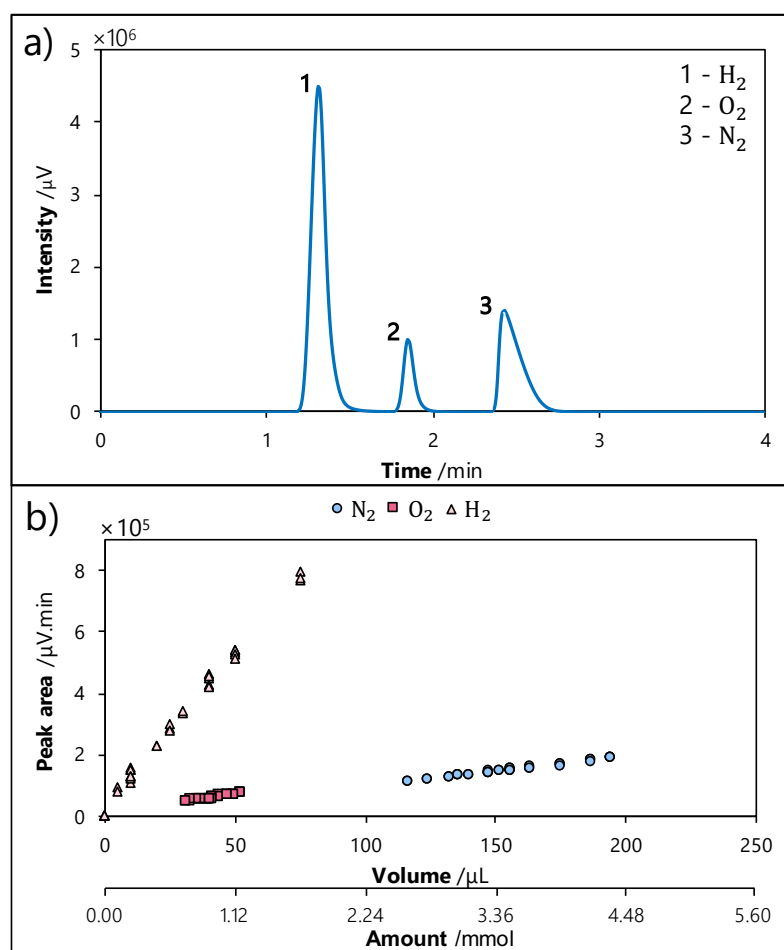 a)
×10⁶
5
4
3
2
1
0
Intensity /μV
1
2
3
1 - H₂
2 - O₂
3 - N₂
0 1 2 3 4
Time /min
b)
N₂ O₂ H₂
×10⁵
8
6
4
2
0
Peak area /μV.min
0 50 100 150 200 250
Volume /μL
0.00 1.12 2.24 3.36 4.48 5.60
Amount /mmol